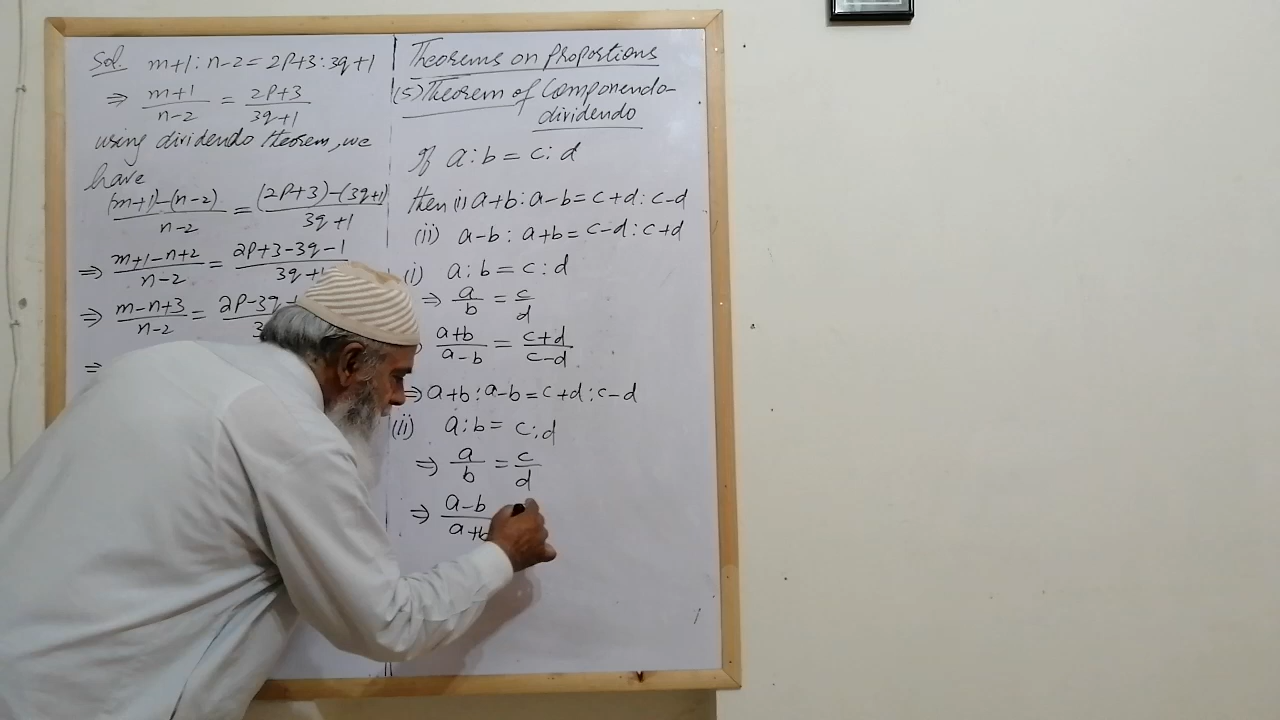 Sol. m+1 : n-2 = 2P+3 : 3q+1
⇒ (m+1)/(n-2) = (2P+3)/(3q+1)
using dividendo theorem, we
have
((m+1)-(n-2))/(n-2) = ((2P+3)-(3q+1))/(3q+1)
⇒ (m+1-n+2)/(n-2) = (2P+3-3q-1)/(3q+1)
⇒ (m-n+3)/(n-2) = 2P-3q
⇒
Theorems on Proportions
(5) Theorem of Componendo-
dividendo
If a : b = c : d
then (i) a+b : a-b = c+d : c-d
(ii) a-b : a+b = c-d : c+d
(i) a : b = c : d
⇒ a/b = c/d
(a+b)/(a-b) = (c+d)/(c-d)
⇒ a+b : a-b = c+d : c-d
(ii) a : b = c : d
⇒ a/b = c/d
⇒ (a-b)/(a+b)